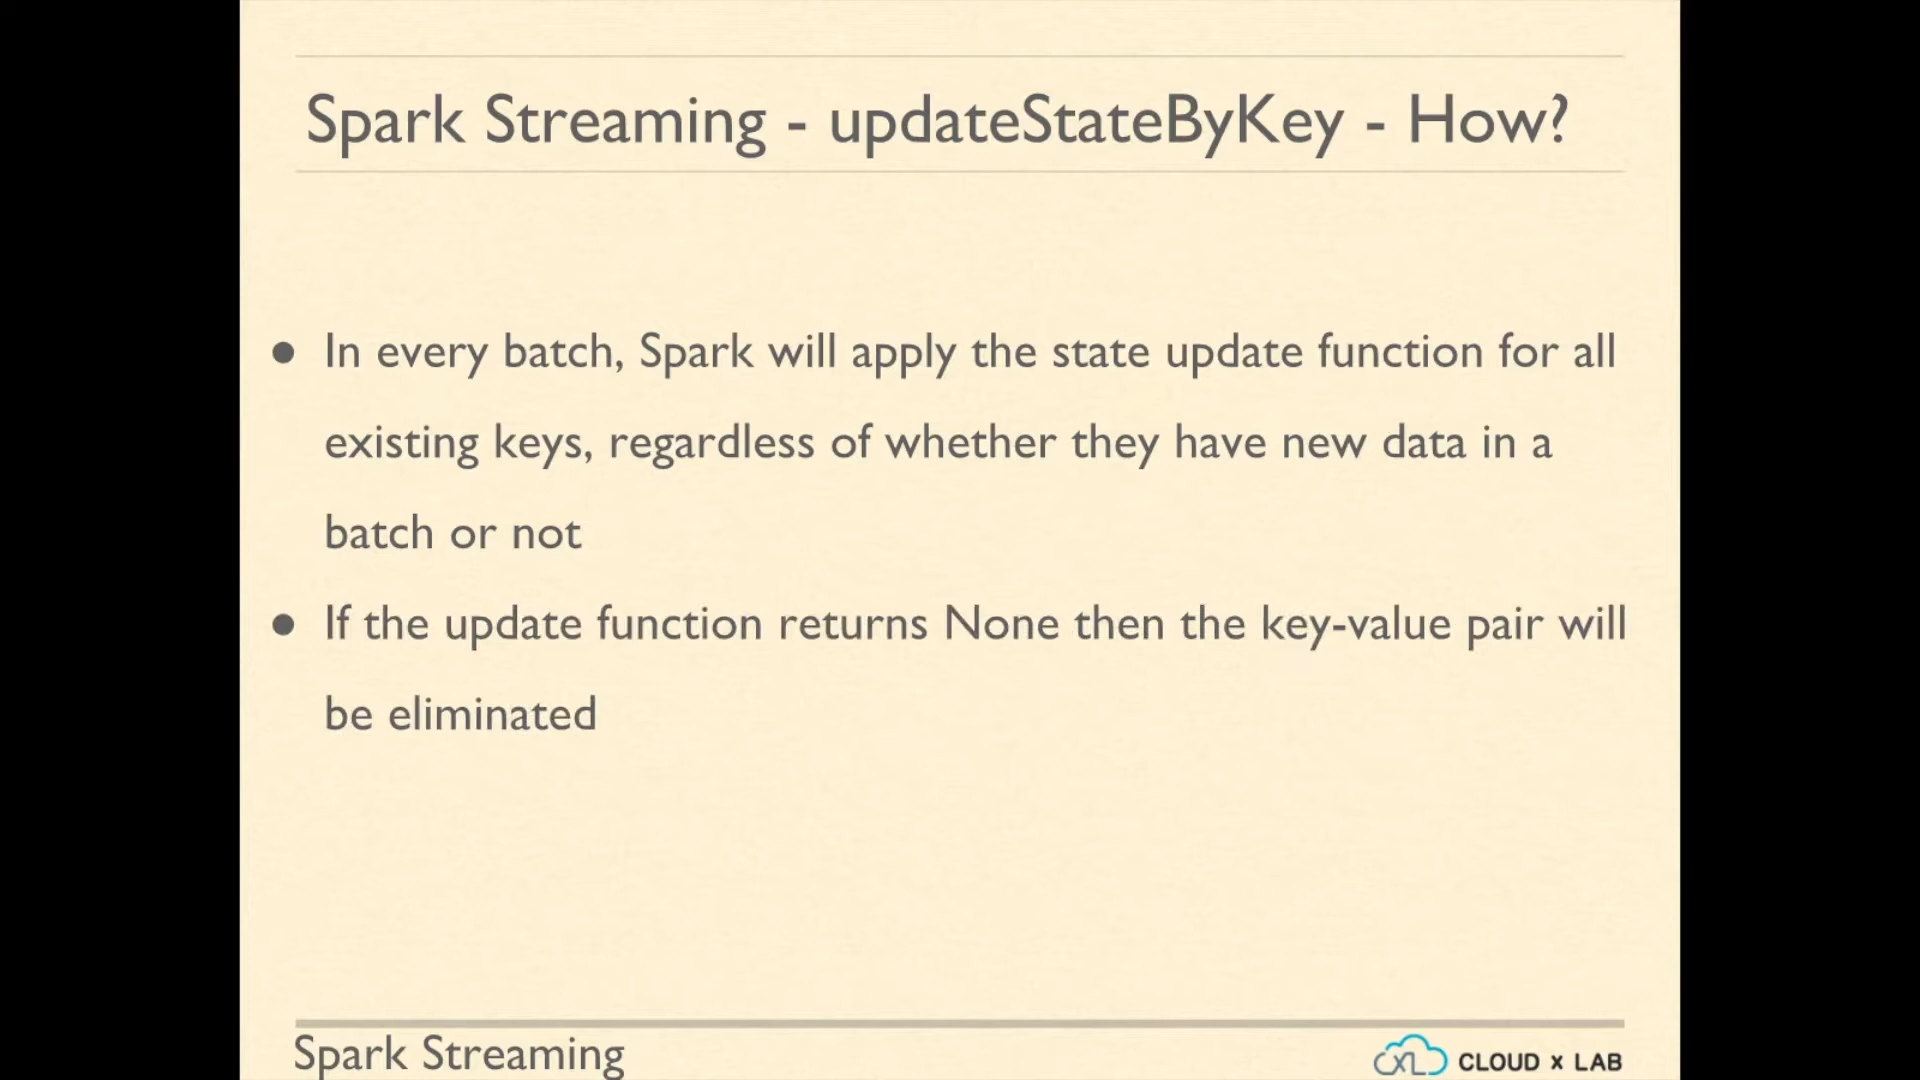 Spark Streaming - updateStateByKey - How?
● In every batch, Spark will apply the state update function for all
existing keys, regardless of whether they have new data in a
batch or not
● If the update function returns None then the key-value pair will
be eliminated
Spark Streaming
XL CLOUD x LAB